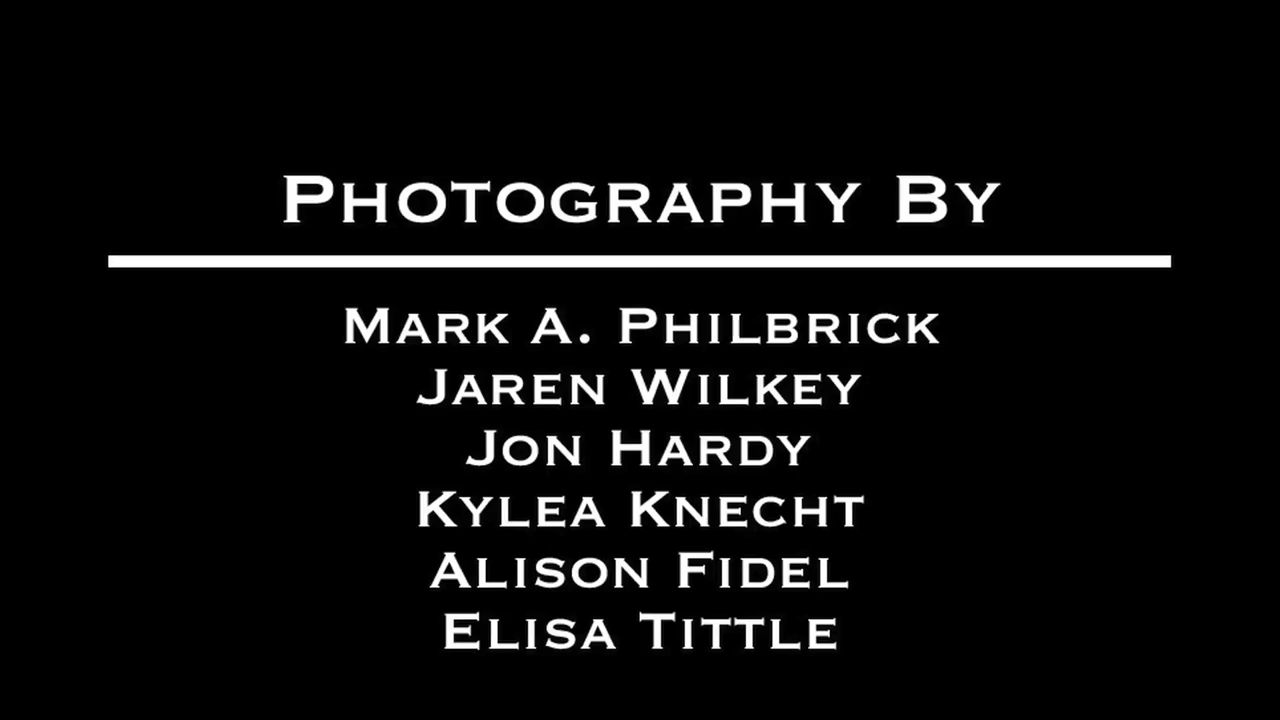 Photography By
Mark A. Philbrick
Jaren Wilkey
Jon Hardy
Kylea Knecht
Alison Fidel
Elisa Tittle